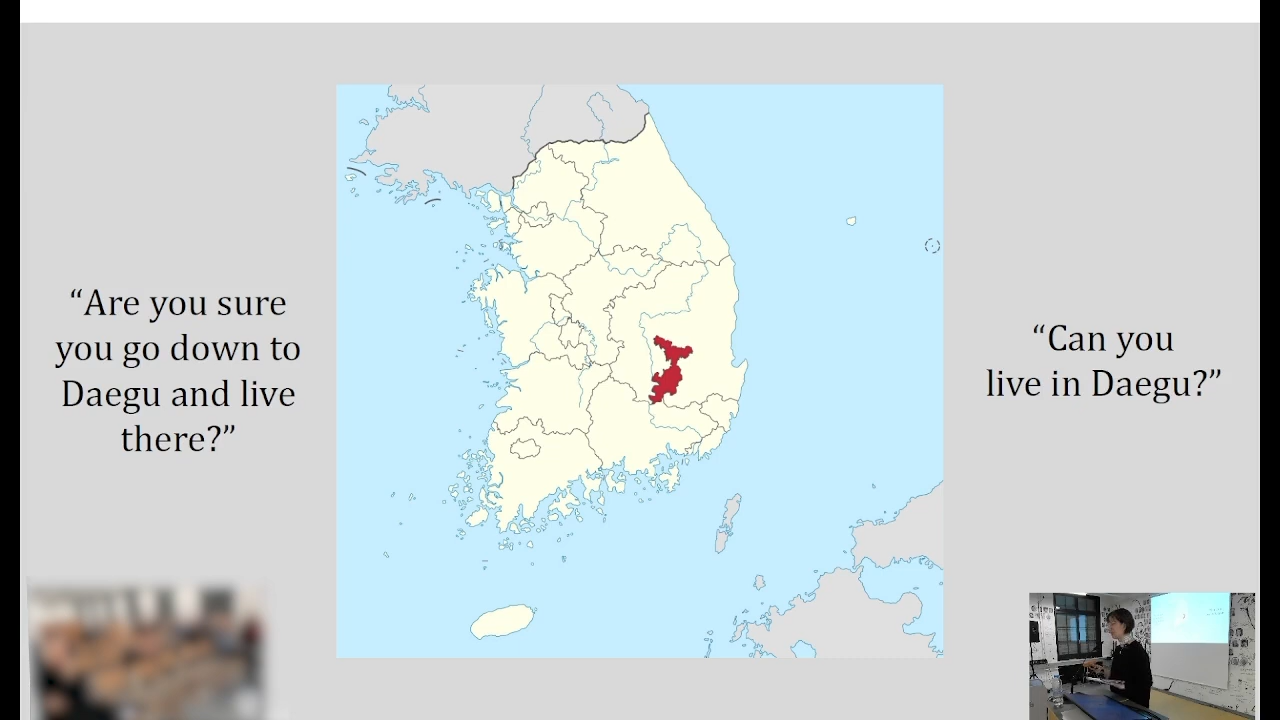 “Are you sure
you go down to
Daegu and live
there?”
“Can you
live in Daegu?”